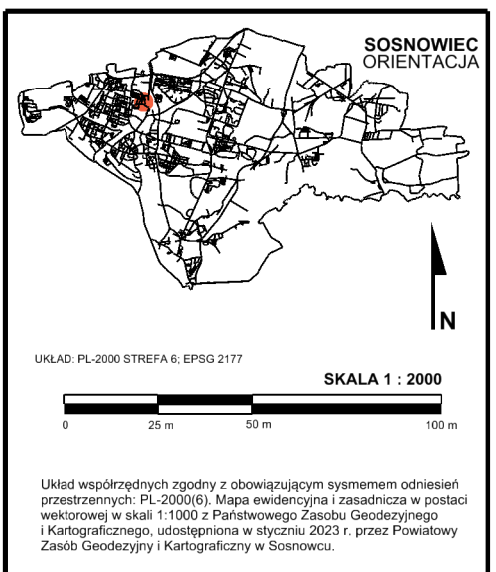 SOSNOWIEC
ORIENTACJA
N
UKŁAD: PL-2000 STREFA 6; EPSG 2177
SKALA 1 : 2000
0 25 m 50 m 100 m
Układ współrzędnych zgodny z obowiązującym sysmemem odniesień
przestrzennych: PL-2000(6). Mapa ewidencyjna i zasadnicza w postaci
wektorowej w skali 1:1000 z Państwowego Zasobu Geodezyjnego
i Kartograficznego, udostępniona w styczniu 2023 r. przez Powiatowy
Zasób Geodezyjny i Kartograficzny w Sosnowcu.